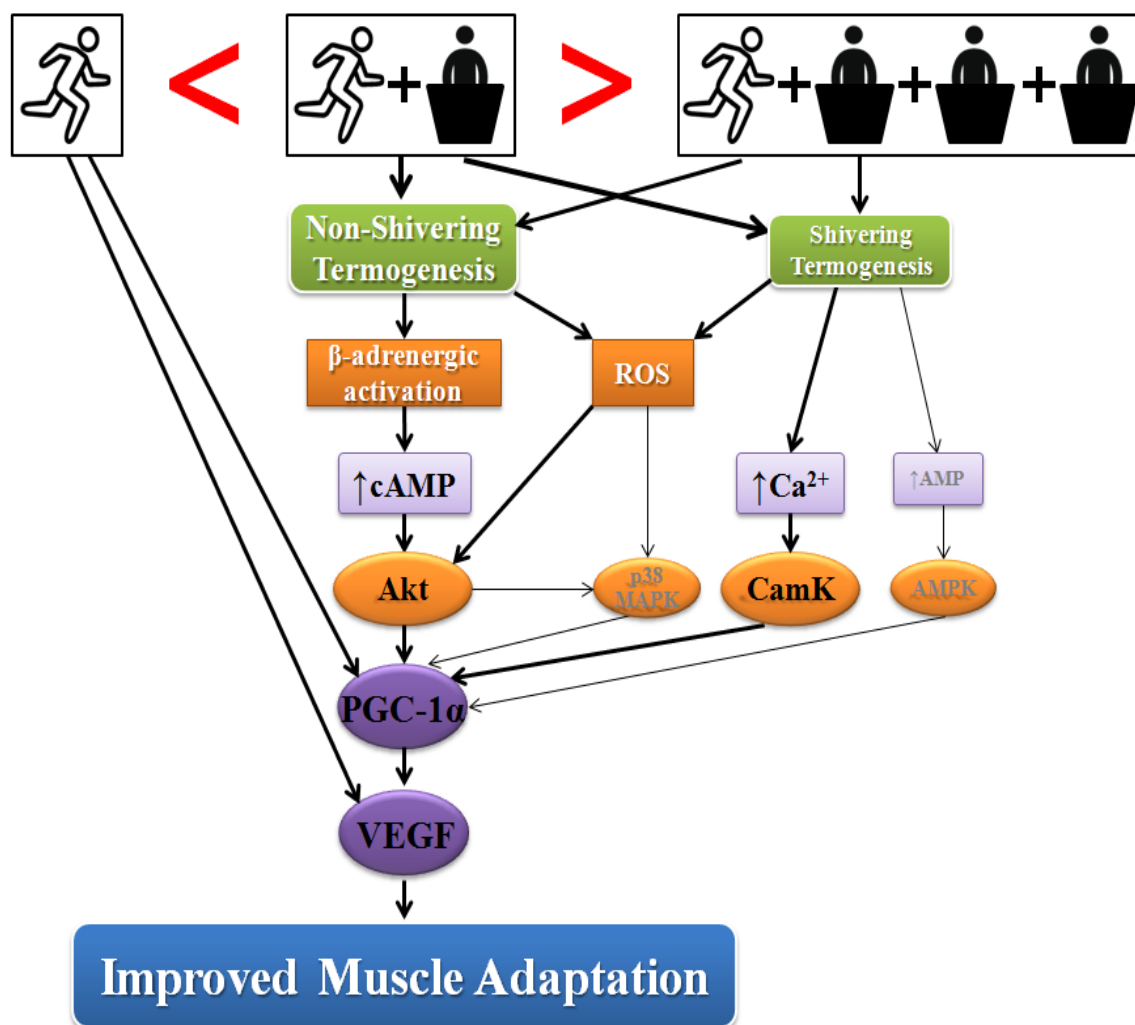 < + > + + +
Non-Shivering
Termogenesis
Shivering
Termogenesis
β-adrenergic
activation
ROS
↑cAMP
↑Ca²⁺
↑AMP
Akt
p38
MAPK
CamK
AMPK
PGC-1α
VEGF
Improved Muscle Adaptation